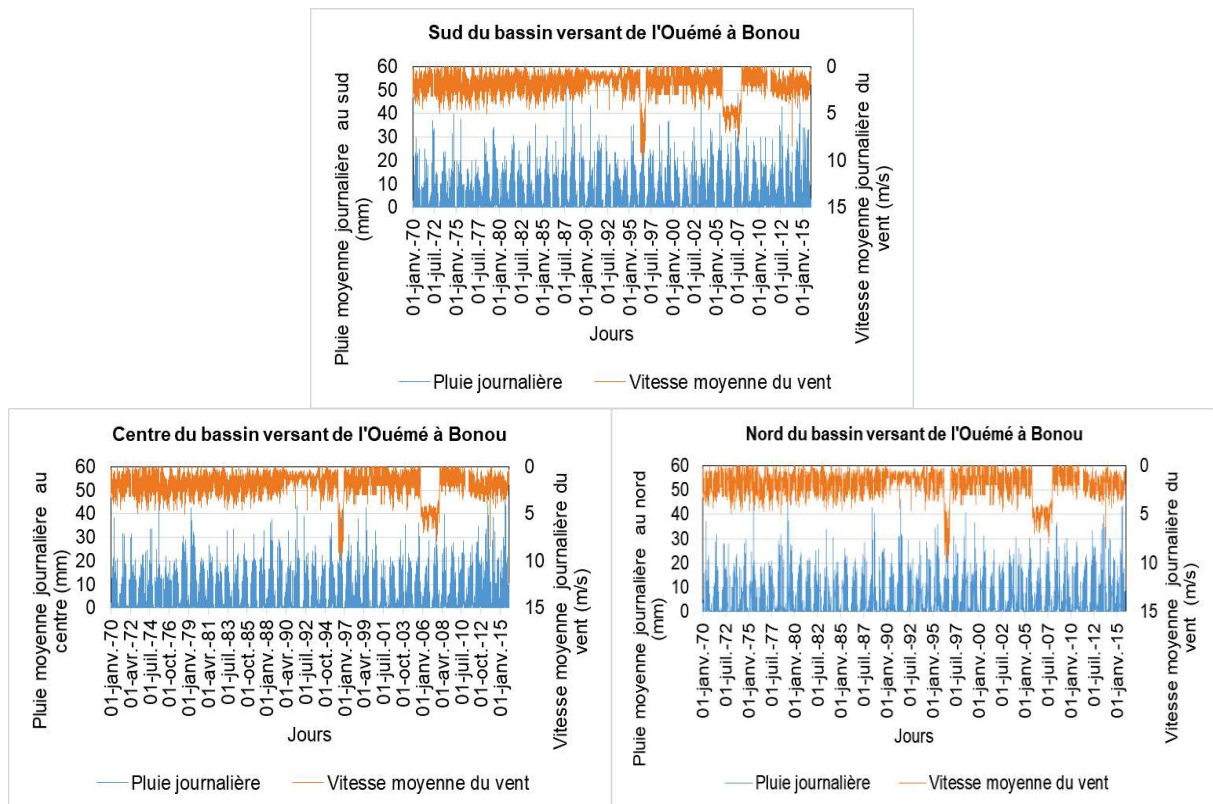 Sud du bassin versant de l'Ouémé à Bonou
Pluie moyenne journalière au sud
(mm)
60
50
40
30
20
10
0
0
5
10
15
Vitesse moyenne journalière du
vent (m/s)
01-janv.-70
01-juil.-72
01-janv.-75
01-juil.-77
01-janv.-80
01-juil.-82
01-janv.-85
01-juil.-87
01-janv.-90
01-juil.-92
01-janv.-95
01-juil.-97
01-janv.-00
01-juil.-02
01-janv.-05
01-juil.-07
01-janv.-10
01-juil.-12
01-janv.-15
Jours
Pluie journalière
Vitesse moyenne du vent
Centre du bassin versant de l'Ouémé à Bonou
Pluie moyenne journalière au
centre (mm)
60
50
40
30
20
10
0
0
5
10
15
Vitesse moyenne journalière du
vent (m/s)
01-janv.-70
01-avr.-72
01-juil.-74
01-oct.-76
01-janv.-79
01-avr.-81
01-juil.-83
01-oct.-85
01-janv.-88
01-avr.-90
01-juil.-92
01-oct.-94
01-janv.-97
01-avr.-99
01-juil.-01
01-oct.-03
01-janv.-06
01-avr.-08
01-juil.-10
01-oct.-12
01-janv.-15
Jours
Pluie journalière
Vitesse moyenne du vent
Nord du bassin versant de l'Ouémé à Bonou
Pluie moyenne journalière au nord
(mm)
60
50
40
30
20
10
0
0
5
10
15
Vitesse moyenne journalière du
vent (m/s)
01-janv.-70
01-juil.-72
01-janv.-75
01-juil.-77
01-janv.-80
01-juil.-82
01-janv.-85
01-juil.-87
01-janv.-90
01-juil.-92
01-janv.-95
01-juil.-97
01-janv.-00
01-juil.-02
01-janv.-05
01-juil.-07
01-janv.-10
01-juil.-12
01-janv.-15
Jours
Pluie journalière
Vitesse moyenne du vent